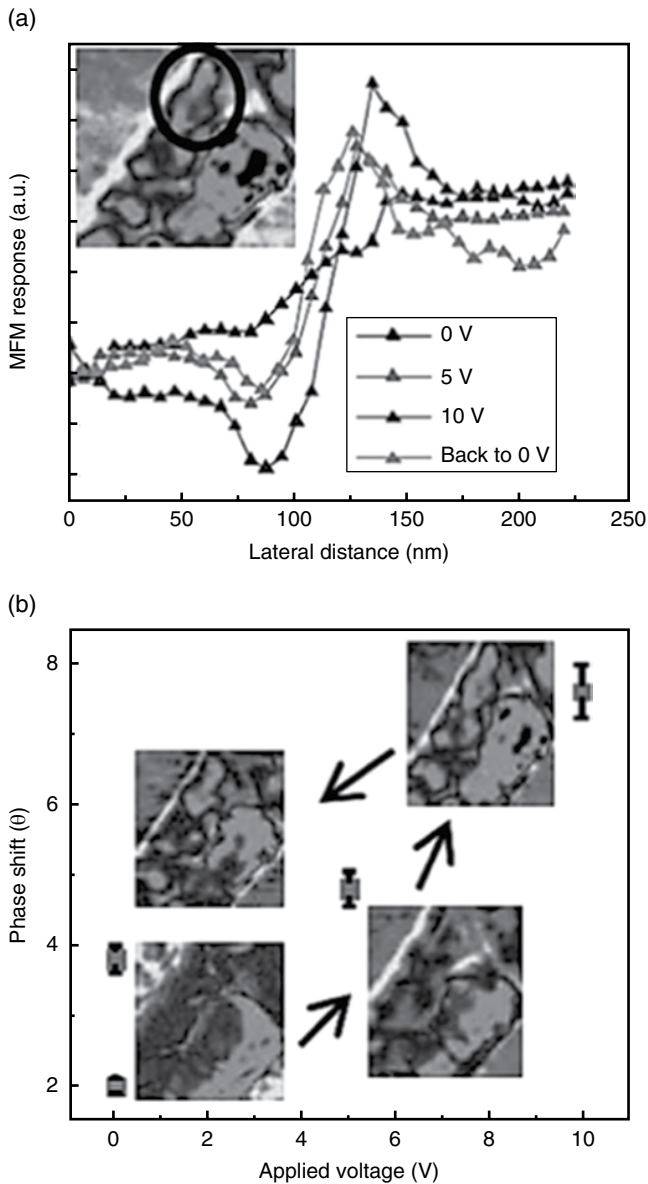 (a)
MFM response (a.u.)
0 V
5 V
10 V
Back to 0 V
0 50 100 150 200 250
Lateral distance (nm)
(b)
8
6
4
2
Phase shift (θ)
0 2 4 6 8 10
Applied voltage (V)